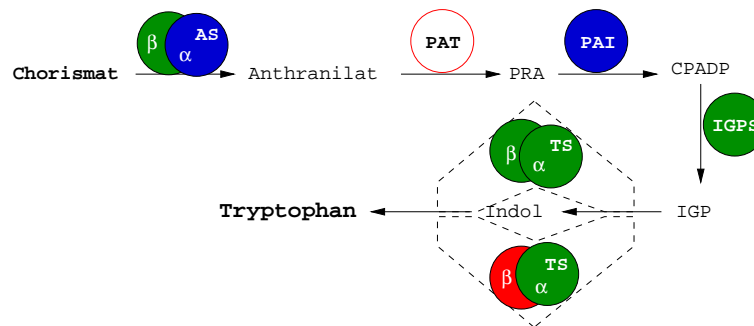 β α AS
PAT
PAI
Chorismat
Anthranilat
PRA
CPADP
IGPS
β α TS
Tryptophan
Indol
IGP
β α TS